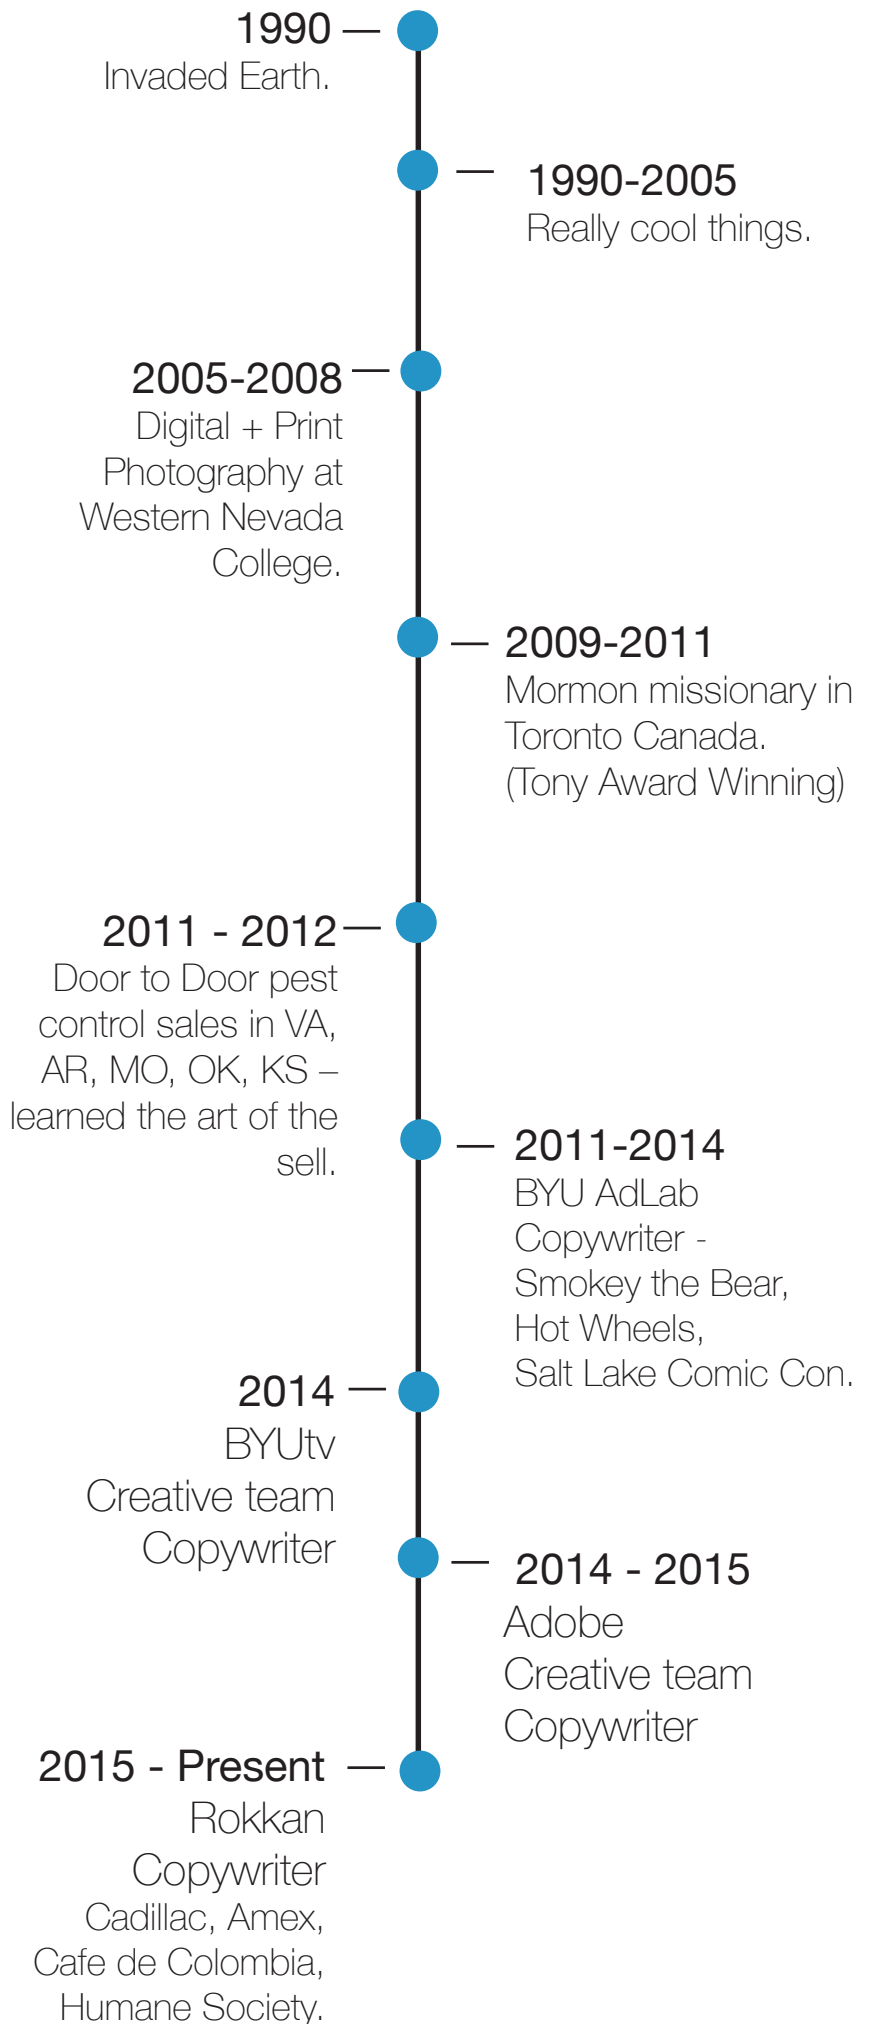 1990
Invaded Earth.
1990-2005
Really cool things.
2005-2008
Digital + Print
Photography at
Western Nevada
College.
2009-2011
Mormon missionary in
Toronto Canada.
(Tony Award Winning)
2011 - 2012
Door to Door pest
control sales in VA,
AR, MO, OK, KS –
learned the art of the
sell.
2011-2014
BYU AdLab
Copywriter -
Smokey the Bear,
Hot Wheels,
Salt Lake Comic Con.
2014
BYUtv
Creative team
Copywriter
2014 - 2015
Adobe
Creative team
Copywriter
2015 - Present
Rokkan
Copywriter
Cadillac, Amex,
Cafe de Colombia,
Humane Society.